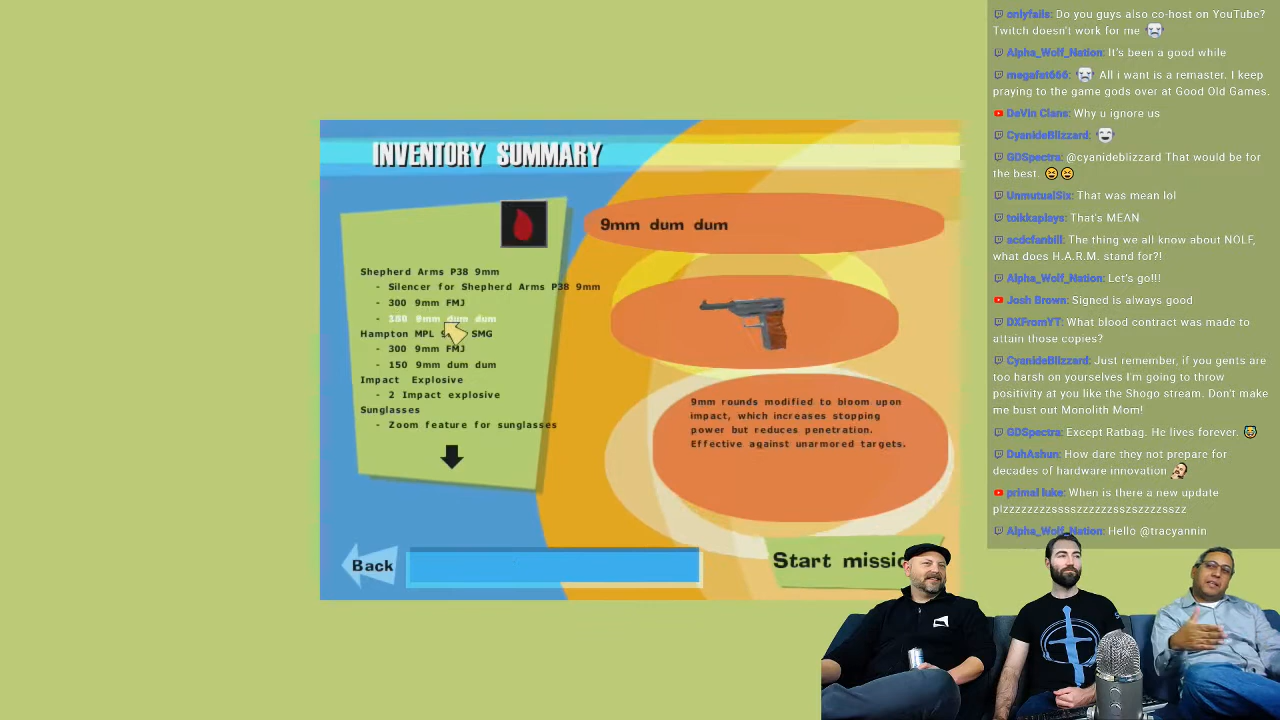 INVENTORY SUMMARY
Shepherd Arms P38 9mm
- Silencer for Shepherd Arms P38 9mm
- 300 9mm FMJ
- 180 9mm dum dum
Hampton MPL SMG
- 300 9mm FMJ
- 150 9mm dum dum
Impact Explosive
- 2 Impact explosive
Sunglasses
- Zoom feature for sunglasses
9mm dum dum
9mm rounds modified to bloom upon
impact, which increases stopping
power but reduces penetration.
Effective against unarmored targets.
Back
Start missio
onlyfails: Do you guys also co-host on YouTube?
Twitch doesn't work for me
Alpha_Wolf_Nation: It's been a good while
megafat666: All i want is a remaster. I keep
praying to the game gods over at Good Old Games.
DeVin Clans: Why u ignore us
CyanideBlizzard:
GDSpectra: @cyanideblizzard That would be for
the best.
UnmutualSix: That was mean lol
toikkaplays: That's MEAN
acdcfanbill: The thing we all know about NOLF,
what does H.A.R.M. stand for?!
Alpha_Wolf_Nation: Let's go!!!
Josh Brown: Signed is always good
DXFromYT: What blood contract was made to
attain those copies?
CyanideBlizzard: Just remember, if you gents are
too harsh on yourselves I'm going to throw
positivity at you like the Shogo stream. Don't make
me bust out Monolith Mom!
GDSpectra: Except Ratbag. He lives forever.
DuhAshun: How dare they not prepare for
decades of hardware innovation
primal luke: When is there a new update
plzzzzzzzsssszzzzzzsszszzzzsszz
Alpha_Wolf_Nation: Hello @tracyannin